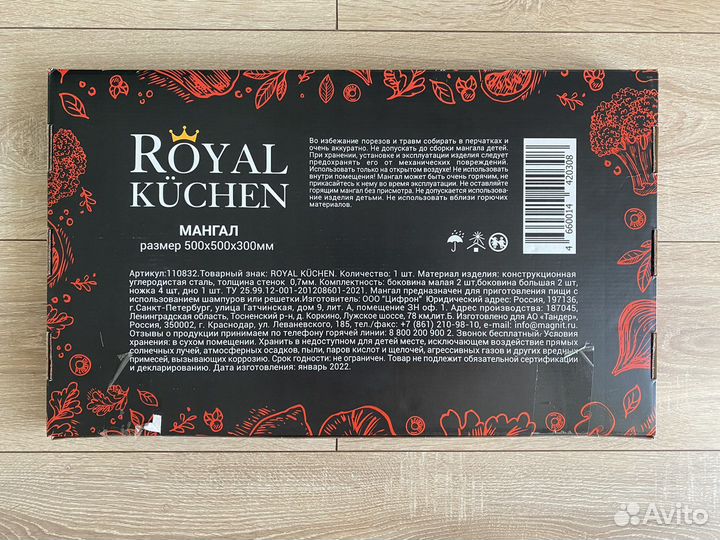 ROYAL
KÜCHEN
МАНГАЛ
размер 500х500х300мм
Во избежание порезов и травм собирать в перчатках и
очень аккуратно. Не допускать до сборки мангала детей.
При хранении, установке и эксплуатации изделия следует
предохранять его от механических повреждений.
Использовать только на открытом воздухе! Не использовать
внутри помещения! Мангал может быть очень горячим, не
прикасайтесь к нему во время эксплуатации. Не оставляйте
горящим мангал без присмотра. Не допускается использова-
ние изделия детьми. Не использовать вблизи горючих
материалов.
4 660014 420308
Артикул:110832.Товарный знак: ROYAL KÜCHEN. Количество: 1 шт. Материал изделия: конструкционная
углеродистая сталь, толщина стенок 0,7мм. Комплектность: боковина малая 2 шт,боковина большая 2 шт,
ножка 4 шт, дно 1 шт. ТУ 25.99.12-001-201208601-2021. Мангал предназначен для приготовления пищи с
использованием шампуров или решетки.Изготовитель: ООО "Цифрон" Юридический адрес: Россия, 197136,
г.Санкт-Петербург, улица Гатчинская, дом 9, лит. А, помещение 3Н оф. 1. Адрес производства: 187045,
Ленинградская область, Тосненский р-н, д. Коркино, Лужское шоссе, 78 км,лит.Б. Изготовлено для АО «Тандер»,
Россия, 350002, г. Краснодар, ул. Леваневского, 185, тел./факс: +7 (861) 210-98-10, e-mail: info@magnit.ru
Отзывы о продукции принимаем по телефону горячей линии: 8 800 200 900 2. Звонок бесплатный· Условия
хранения: в сухом помещении. Хранить в недоступном для детей месте, исключающем воздействие прямых
солнечных лучей, атмосферных осадков, пыли, паров кислот и щелочей, агрессивных газов и других вредных
примесей, вызывающих коррозию. Срок годности: не ограничен. Товар не подлежит обязательной сертификации
и декларированию. Дата изготовления: январь 2022.
Avito